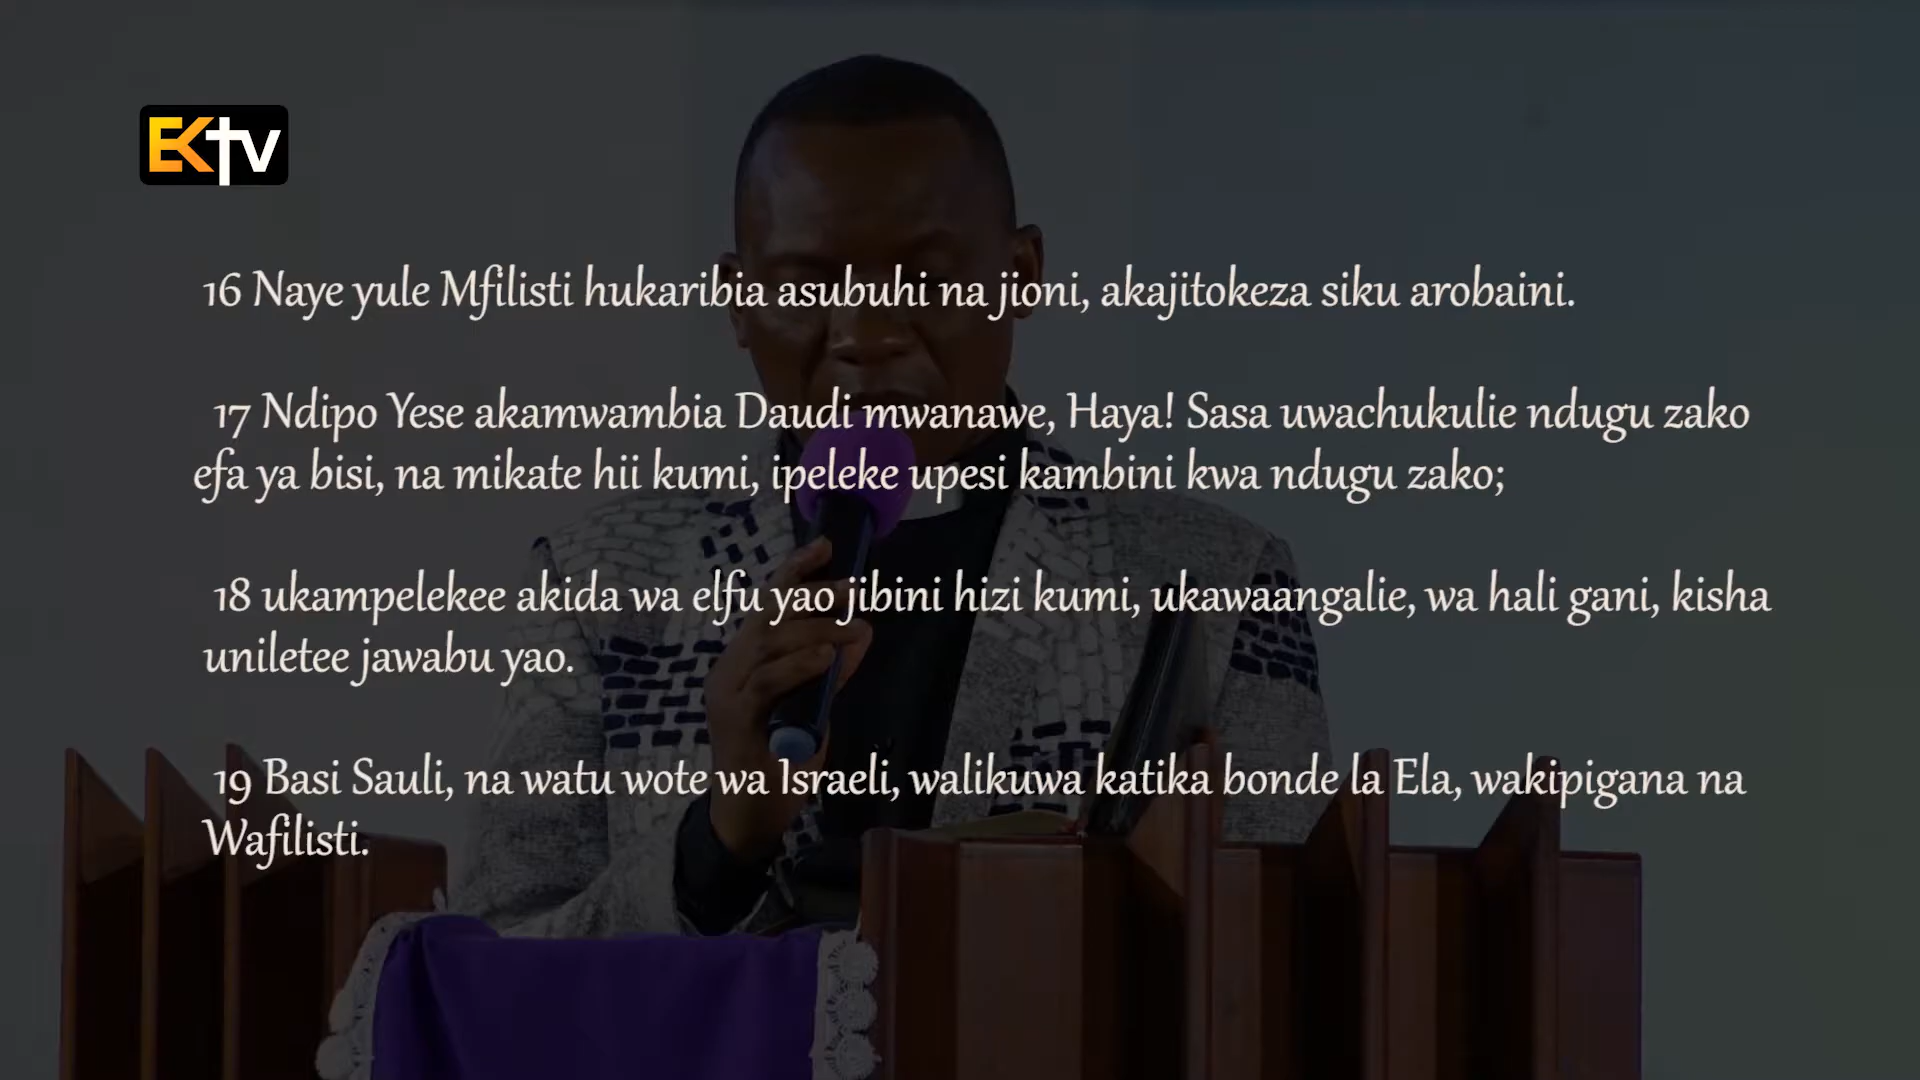 EKTV
16 Naye yule Mfilisti hukaribia asubuhi na jioni, akajitokeza siku arobaini.
17 Ndipo Yese akamwambia Daudi mwanawe, Haya! Sasa uwachukulie ndugu zako
efa ya bisi, na mikate hii kumi, ipeleke upesi kambini kwa ndugu zako;
18 ukampelekee akida wa elfu yao jibini hizi kumi, ukawaangalie, wa hali gani, kisha
uniletee jawabu yao.
19 Basi Sauli, na watu wote wa Israeli, walikuwa katika bonde la Ela, wakipigana na
Wafilisti.